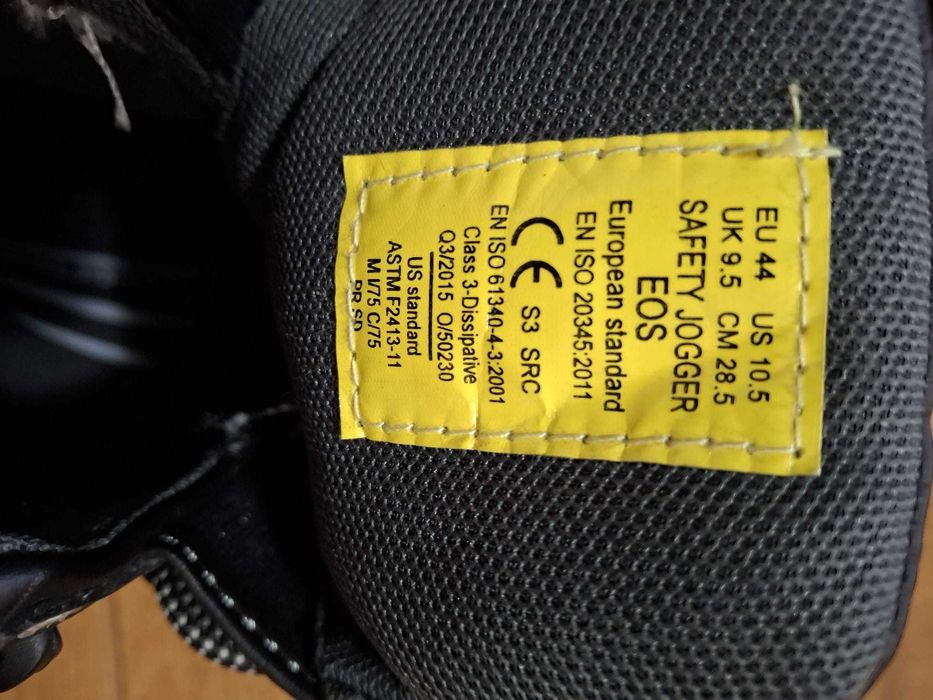 EU 44 US 10.5
UK 9.5 CM 28.5
SAFETY JOGGER
EOS
European standard
EN ISO 20345:2011
CE S3 SRC
EN ISO 61340-4-3:2001
Class 3-Dissipative
Q3/2015 O/50230
US standard
ASTM F2413-11
M I/75 C/75
PR SD